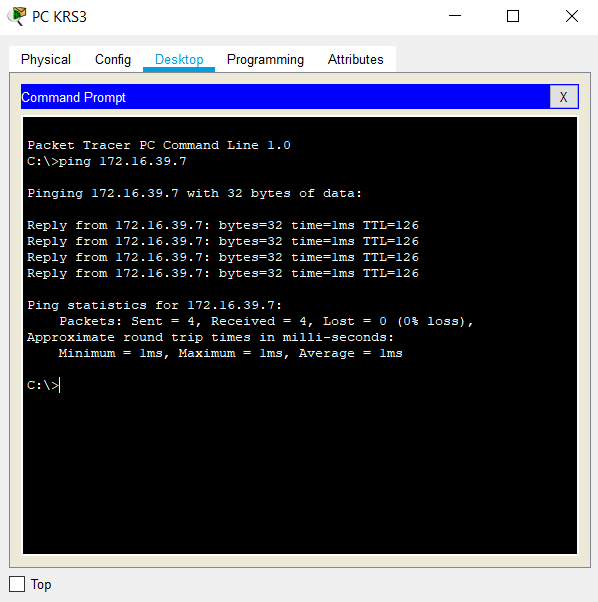 PC KRS3
Physical Config Desktop Programming Attributes
Command Prompt X
Packet Tracer PC Command Line 1.0
C:\>ping 172.16.39.7
Pinging 172.16.39.7 with 32 bytes of data:
Reply from 172.16.39.7: bytes=32 time=1ms TTL=126
Reply from 172.16.39.7: bytes=32 time=1ms TTL=126
Reply from 172.16.39.7: bytes=32 time=1ms TTL=126
Reply from 172.16.39.7: bytes=32 time=1ms TTL=126
Ping statistics for 172.16.39.7:
    Packets: Sent = 4, Received = 4, Lost = 0 (0% loss),
Approximate round trip times in milli-seconds:
    Minimum = 1ms, Maximum = 1ms, Average = 1ms
C:\>
Top